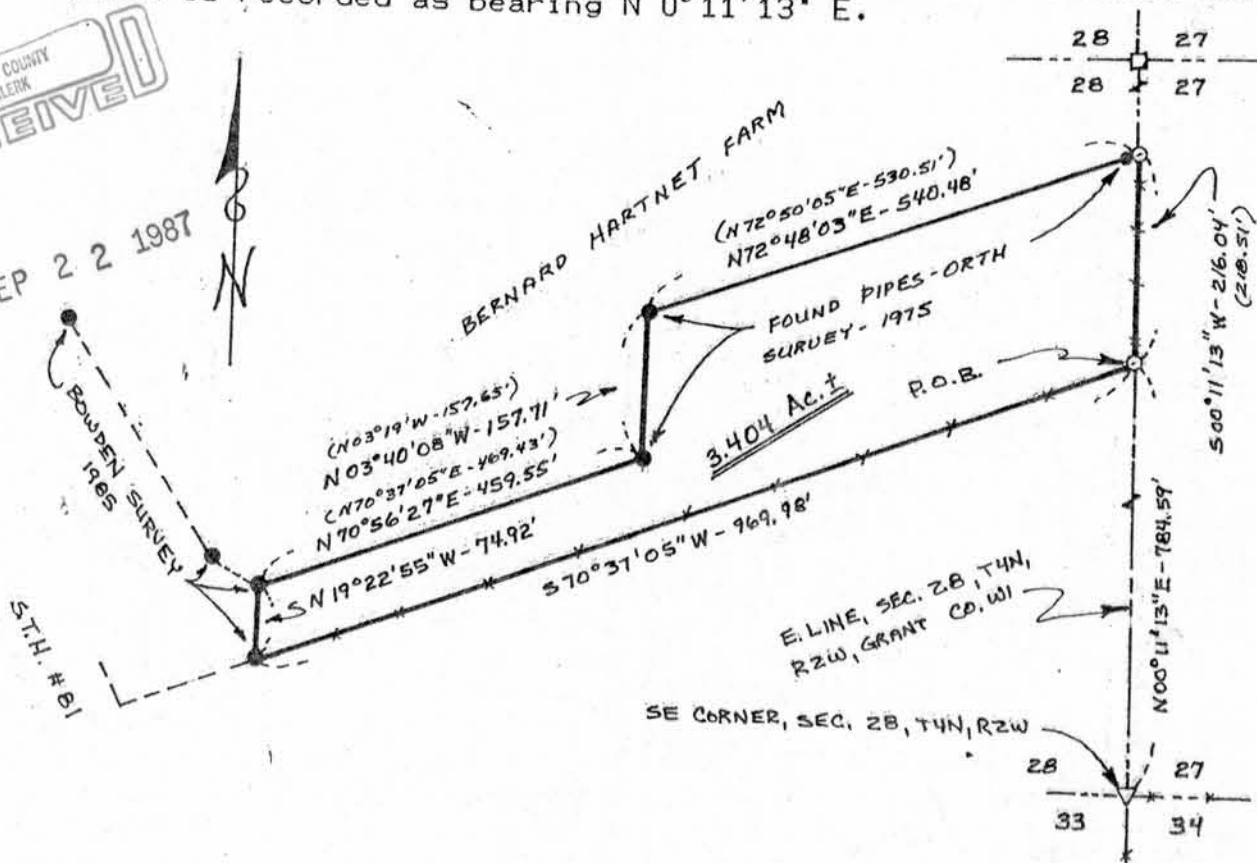 recorded as bearing N 0°11'13" E.
COUNTY
CLERK
EIVED
EP 22 1987
N
28 27
28 27
BERNARD HARTNET FARM
(N72°50'05"E-530.51')
N72°48'03"E-540.48'
FOUND PIPES-ORTH
SURVEY-1975
S00°11'13"W-216.04'
(218.51')
P.O.B.
3.404 Ac.±
(N03°19'W-157.65')
N03°40'08"W-157.71'
(N70°37'05"E-469.43')
N70°56'27"E-459.55'
N19°22'55"W-74.92'
S70°37'05"W-969.98'
BOWDEN SURVEY
1985
S.T.H. #81
E. LINE, SEC. 28, T4N,
R2W, GRANT CO. WI
N00°11'13"E-784.59'
SE CORNER, SEC. 28, T4N, R2W
28 27
33 34